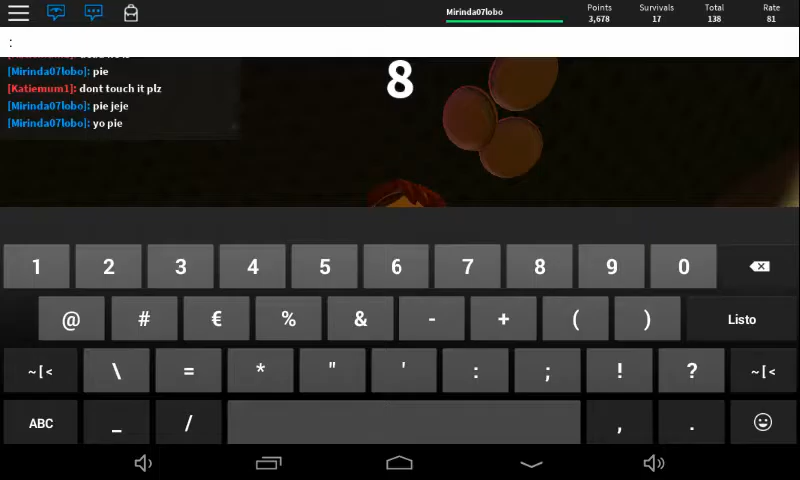 Mirinda07lobo
Points Survivals Total Rate
3,678 17 138 81
:
[Mirinda07lobo]: pie
[Katiemum1]: dont touch it plz
[Mirinda07lobo]: pie jeje
[Mirinda07lobo]: yo pie
8
1 2 3 4 5 6 7 8 9 0
@ # € % & - + ( ) Listo
~ [ < \ = * " ' : ; ! ? ~ [ <
ABC _ / , .